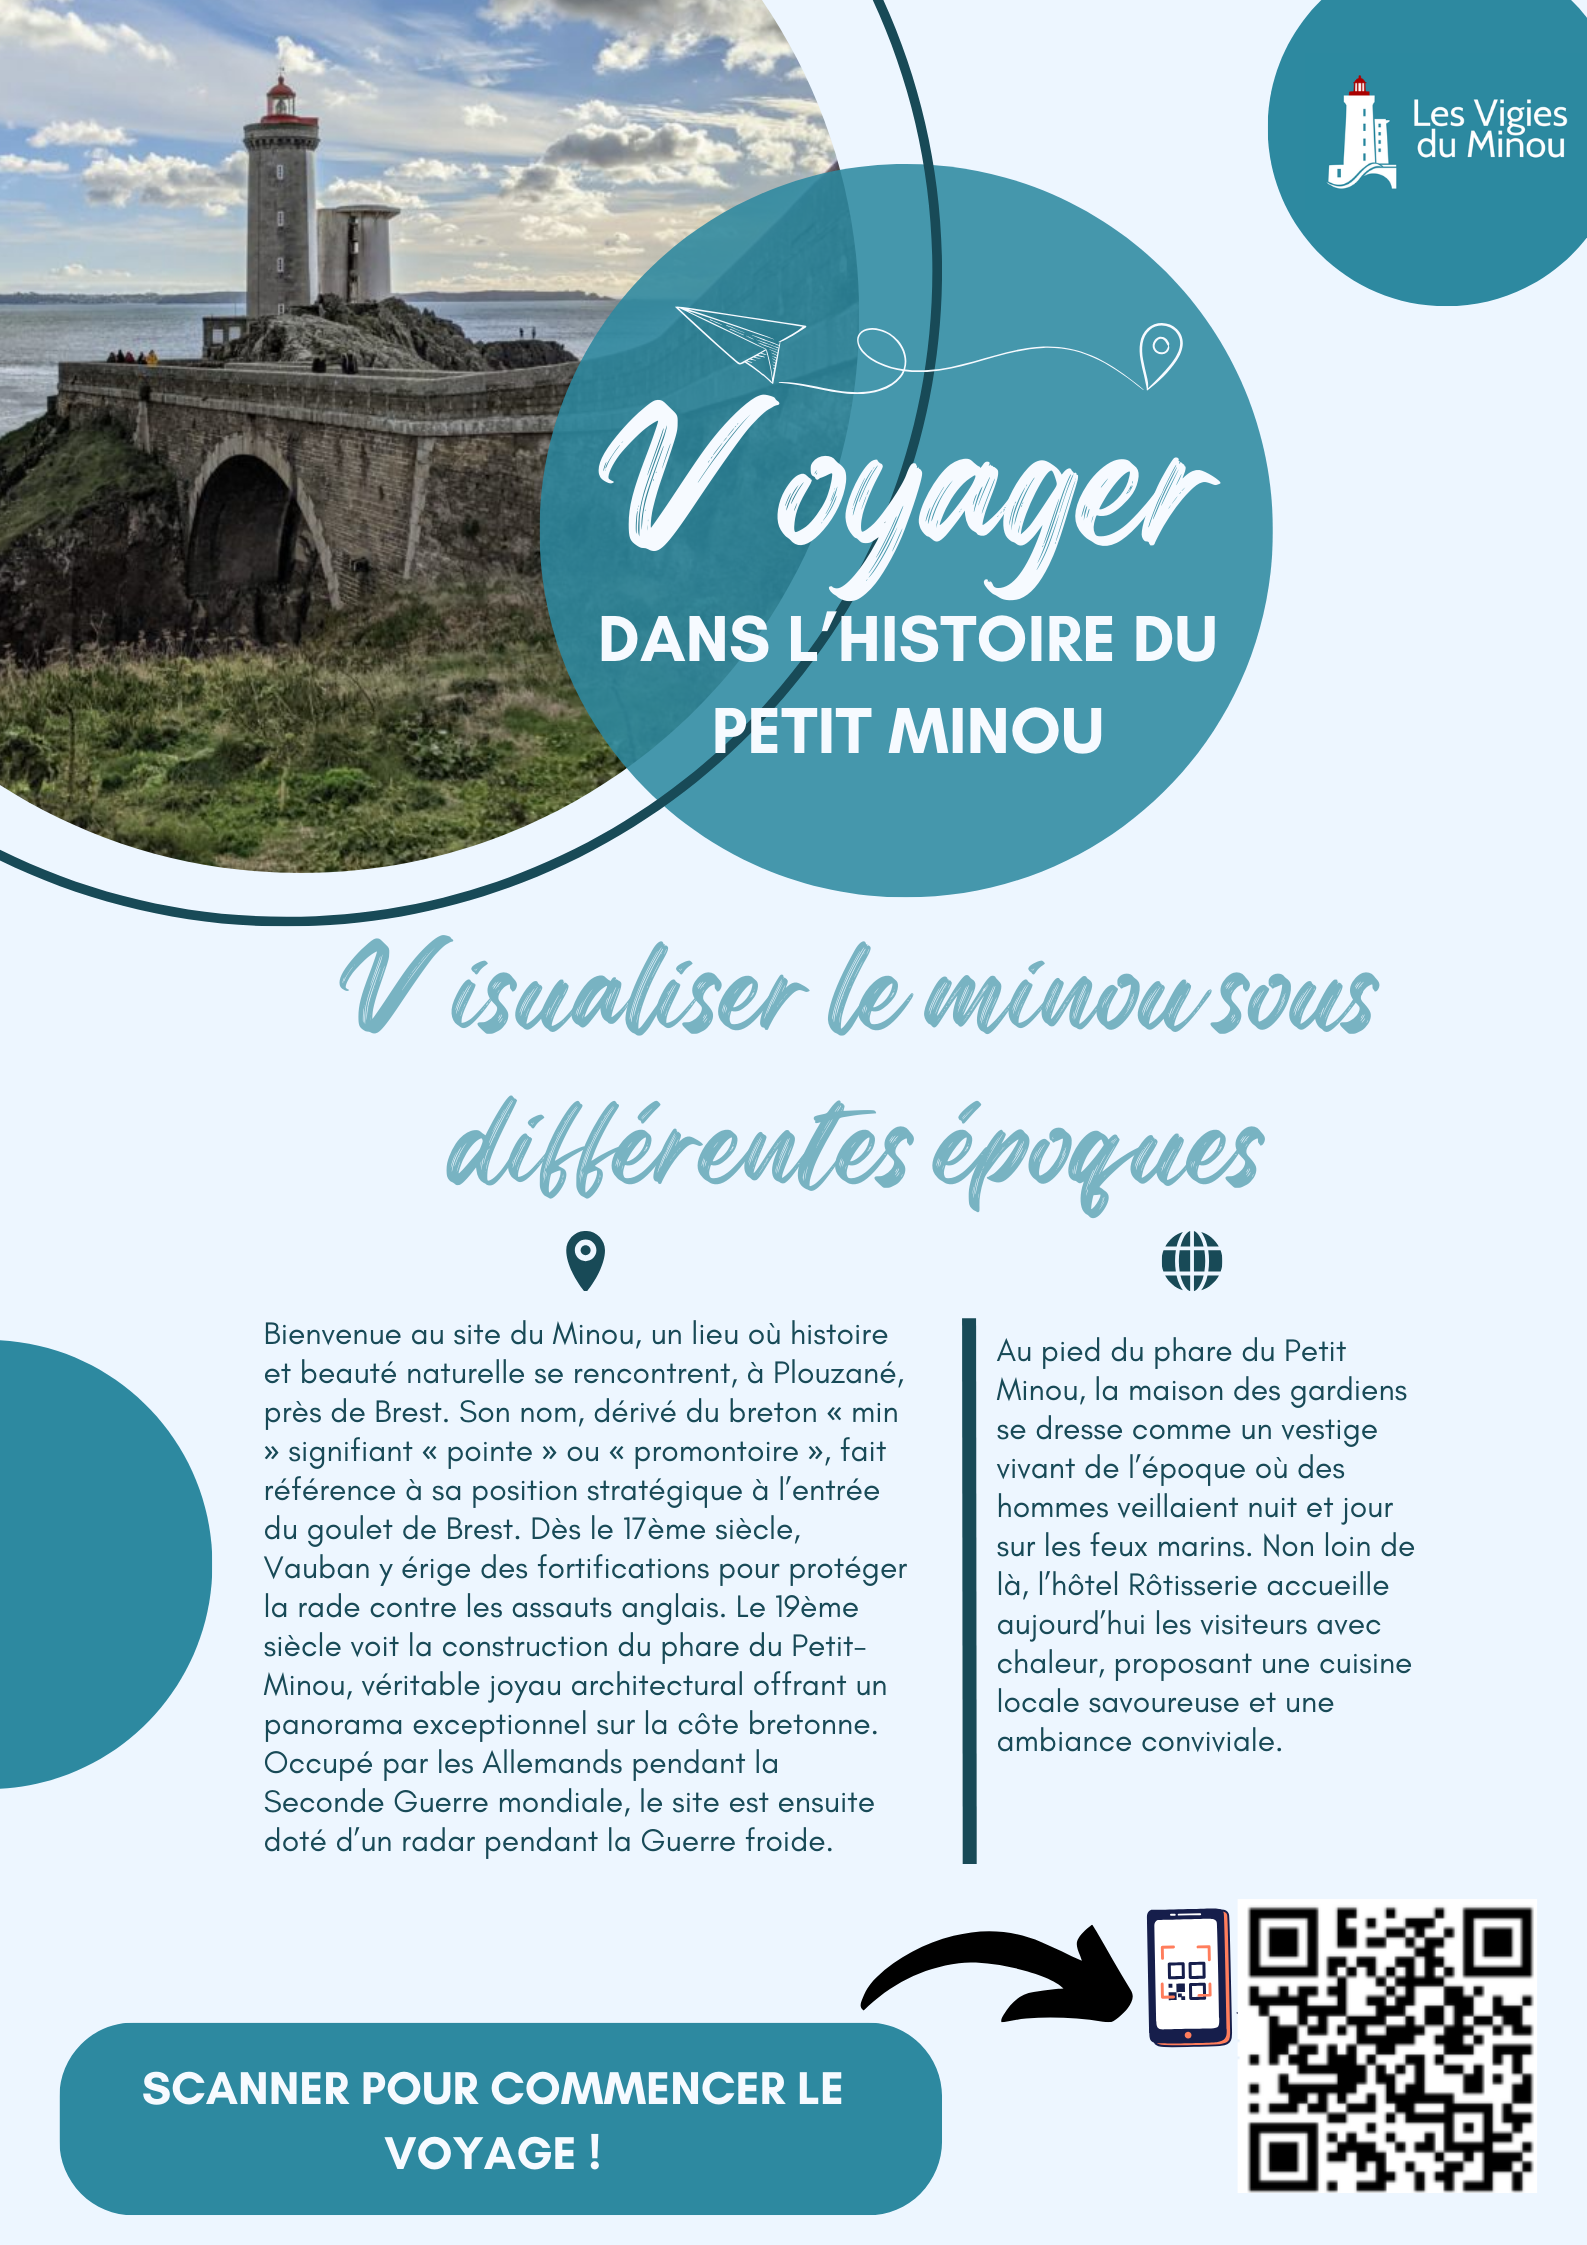 Les Vigies
du Minou
Voyager
DANS L'HISTOIRE DU
PETIT MINOU
Visualiser le minou sous
différentes époques
Bienvenue au site du Minou, un lieu où histoire
et beauté naturelle se rencontrent, à Plouzané,
près de Brest. Son nom, dérivé du breton « min
» signifiant « pointe » ou « promontoire », fait
référence à sa position stratégique à l'entrée
du goulet de Brest. Dès le 17ème siècle,
Vauban y érige des fortifications pour protéger
la rade contre les assauts anglais. Le 19ème
siècle voit la construction du phare du Petit-
Minou, véritable joyau architectural offrant un
panorama exceptionnel sur la côte bretonne.
Occupé par les Allemands pendant la
Seconde Guerre mondiale, le site est ensuite
doté d'un radar pendant la Guerre froide.
Au pied du phare du Petit
Minou, la maison des gardiens
se dresse comme un vestige
vivant de l'époque où des
hommes veillaient nuit et jour
sur les feux marins. Non loin de
là, l'hôtel Rôtisserie accueille
aujourd'hui les visiteurs avec
chaleur, proposant une cuisine
locale savoureuse et une
ambiance conviviale.
SCANNER POUR COMMENCER LE
VOYAGE !